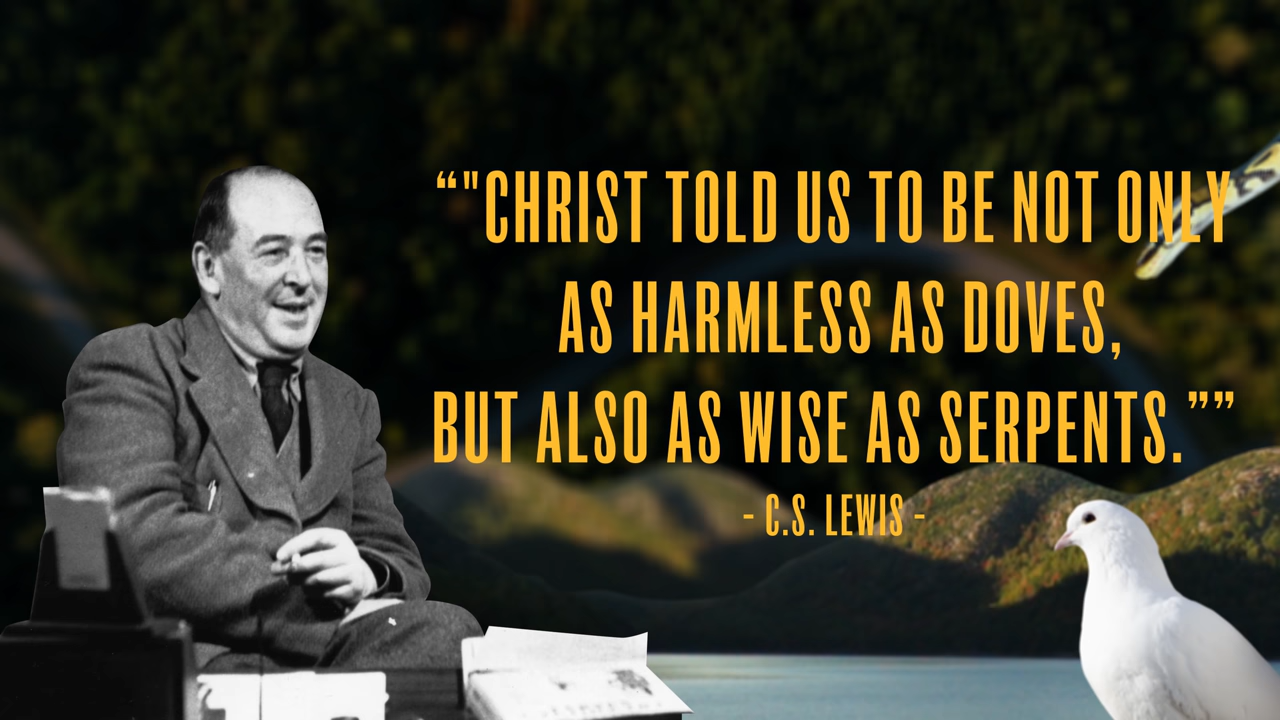 “"CHRIST TOLD US TO BE NOT ONLY
AS HARMLESS AS DOVES,
BUT ALSO AS WISE AS SERPENTS.””
- C.S. LEWIS -